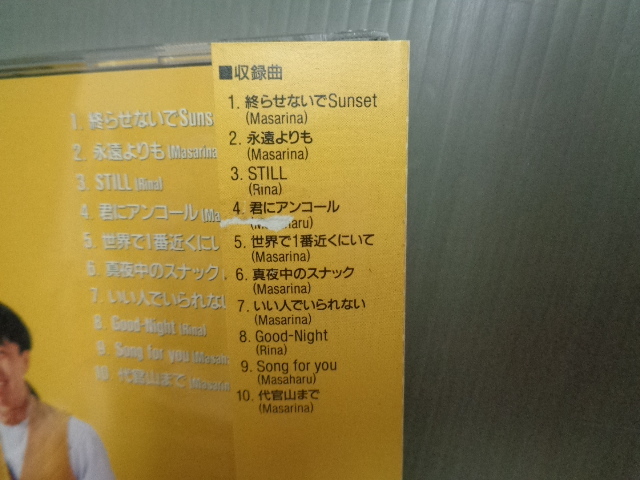 ■収録曲
1. 終らせないでSunset
(Masarina)
2. 永遠よりも
(Masarina)
3. STILL
(Rina)
4. 君にアンコール
5. 世界で1番近くにいて
(Masarina)
6. 真夜中のスナック
(Masarina)
7. いい人でいられない
(Masarina)
8. Good-Night
(Rina)
9. Song for you
(Masaharu)
10. 代官山まで
(Masarina)
1. 終らせないでSuns
2. 永遠よりも (Masarina
3. STILL (Rina)
4. 君にアンコール (Ma
5. 世界で1番近くにい
6. 真夜中のスナック
7. いい人でいられな
8. Good-Night (Rina)
9. Song for you (Masah
10. 代官山まで (Masarin